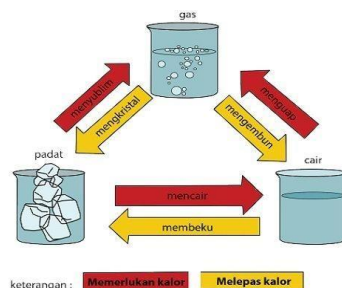 gas
menyublim
mengkristal
menguap
mengembun
padat
cair
mencair
membeku
keterangan : Memerlukan kalor Melepas kalor